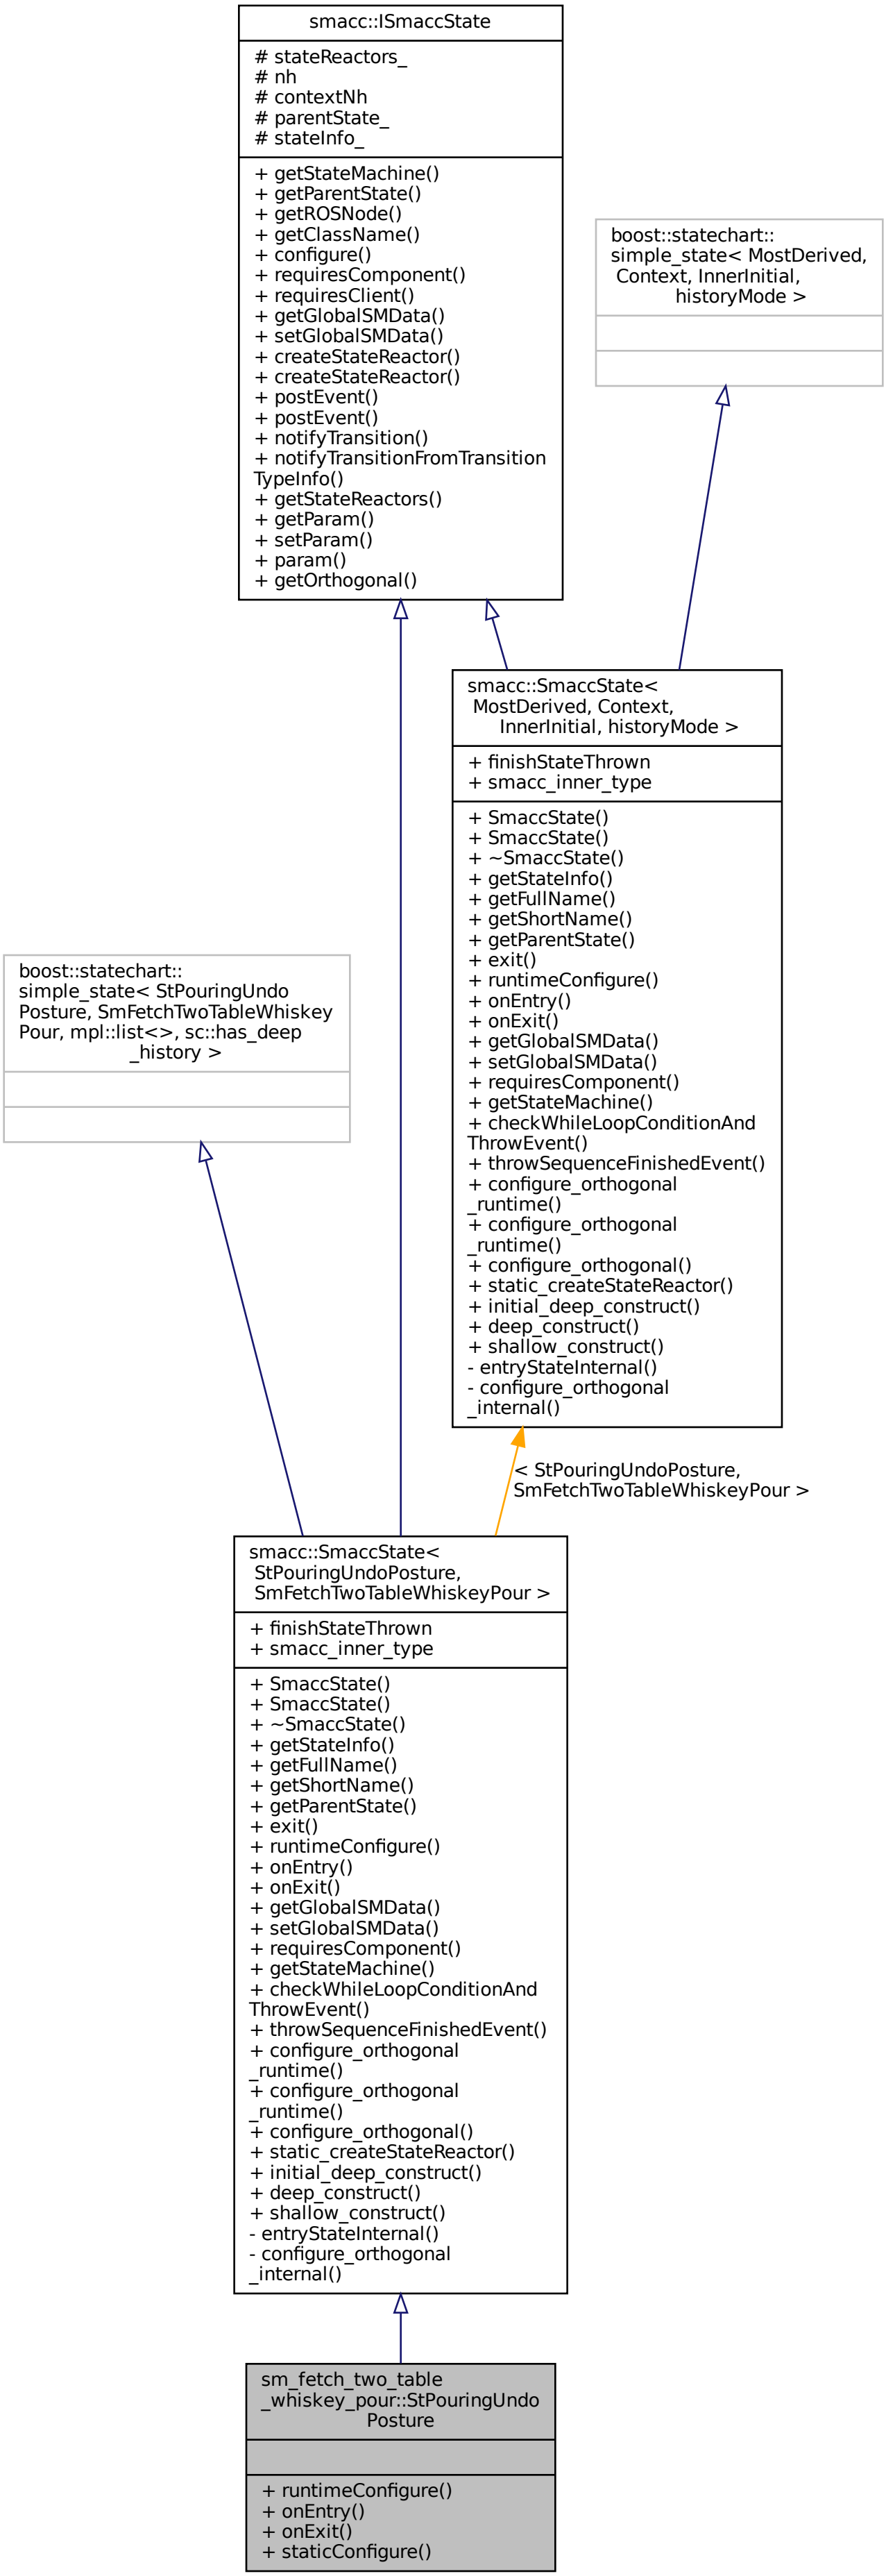 smacc::ISmaccState
# stateReactors_
# nh
# contextNh
# parentState_
# stateInfo_
+ getStateMachine()
+ getParentState()
+ getROSNode()
+ getClassName()
+ configure()
+ requiresComponent()
+ requiresClient()
+ getGlobalSMData()
+ setGlobalSMData()
+ createStateReactor()
+ createStateReactor()
+ postEvent()
+ postEvent()
+ notifyTransition()
+ notifyTransitionFromTransition
TypeInfo()
+ getStateReactors()
+ getParam()
+ setParam()
+ param()
+ getOrthogonal()
boost::statechart::
simple_state< MostDerived,
Context, InnerInitial,
historyMode >
smacc::SmaccState<
MostDerived, Context,
InnerInitial, historyMode >
+ finishStateThrown
+ smacc_inner_type
+ SmaccState()
+ SmaccState()
+ ~SmaccState()
+ getStateInfo()
+ getFullName()
+ getShortName()
+ getParentState()
+ exit()
+ runtimeConfigure()
+ onEntry()
+ onExit()
+ getGlobalSMData()
+ setGlobalSMData()
+ requiresComponent()
+ getStateMachine()
+ checkWhileLoopConditionAnd
ThrowEvent()
+ throwSequenceFinishedEvent()
+ configure_orthogonal
_runtime()
+ configure_orthogonal
_runtime()
+ configure_orthogonal()
+ static_createStateReactor()
+ initial_deep_construct()
+ deep_construct()
+ shallow_construct()
- entryStateInternal()
- configure_orthogonal
_internal()
boost::statechart::
simple_state< StPouringUndo
Posture, SmFetchTwoTableWhiskey
Pour, mpl::list<>, sc::has_deep
_history >
< StPouringUndoPosture,
SmFetchTwoTableWhiskeyPour >
smacc::SmaccState<
StPouringUndoPosture,
SmFetchTwoTableWhiskeyPour >
+ finishStateThrown
+ smacc_inner_type
+ SmaccState()
+ SmaccState()
+ ~SmaccState()
+ getStateInfo()
+ getFullName()
+ getShortName()
+ getParentState()
+ exit()
+ runtimeConfigure()
+ onEntry()
+ onExit()
+ getGlobalSMData()
+ setGlobalSMData()
+ requiresComponent()
+ getStateMachine()
+ checkWhileLoopConditionAnd
ThrowEvent()
+ throwSequenceFinishedEvent()
+ configure_orthogonal
_runtime()
+ configure_orthogonal
_runtime()
+ configure_orthogonal()
+ static_createStateReactor()
+ initial_deep_construct()
+ deep_construct()
+ shallow_construct()
- entryStateInternal()
- configure_orthogonal
_internal()
sm_fetch_two_table
_whiskey_pour::StPouringUndo
Posture
+ runtimeConfigure()
+ onEntry()
+ onExit()
+ staticConfigure()